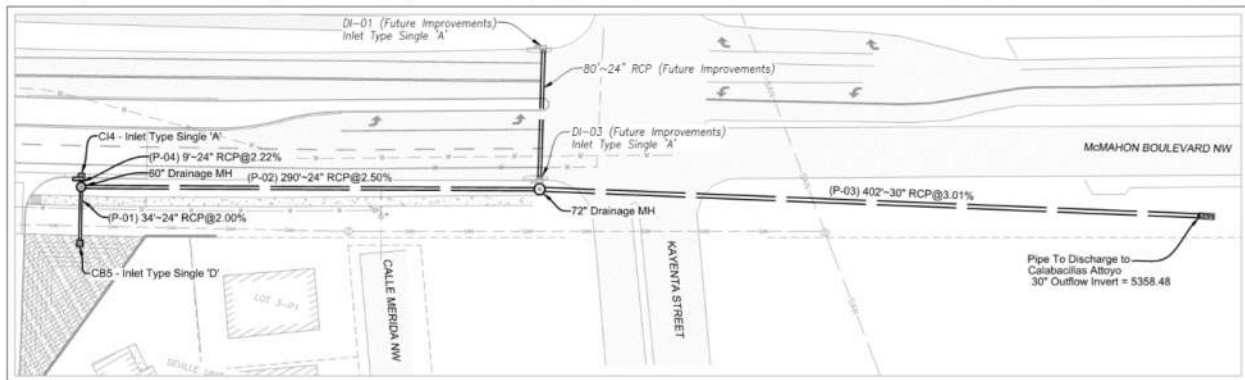 DI-01 (Future Improvements)
Inlet Type Single 'A'
80'~24" RCP (Future Improvements)
CI4 - Inlet Type Single 'A'
(P-04) 9'~24" RCP@2.22%
60" Drainage MH
(P-02) 290'~24" RCP@2.50%
DI-03 (Future Improvements)
Inlet Type Single 'A'
McMAHON BOULEVARD NW
(P-01) 34'~24" RCP@2.00%
(P-03) 402'~30" RCP@3.01%
72" Drainage MH
CB5 - Inlet Type Single 'D'
LOT 3-P1
CALLE MERIDA NW
KAYENTA STREET
Pipe To Discharge to
Calabacillas Attoyo
30" Outflow Invert = 5358.48
SEVILLE